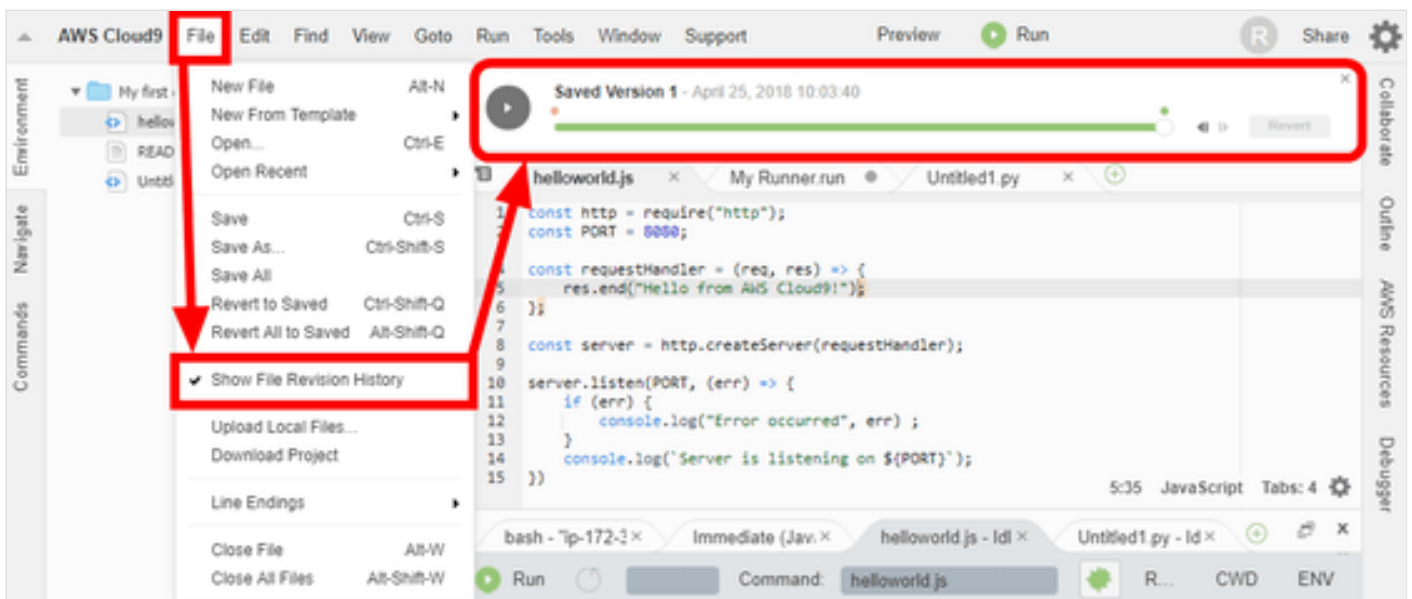 AWS Cloud9 File Edit Find View Goto Run Tools Window Support Preview Run R Share
Environment
Navigate
Commands
My first
hellow
READ
Untitl
New File Alt-N
New From Template
Open... Ctrl-E
Open Recent
Save Ctrl-S
Save As... Ctrl-Shift-S
Save All
Revert to Saved Ctrl-Shift-Q
Revert All to Saved Alt-Shift-Q
Show File Revision History
Upload Local Files...
Download Project
Line Endings
Close File Alt-W
Close All Files Alt-Shift-W
Saved Version 1 - April 25, 2018 10:03:40
Revert
helloworld.js × My Runner.run Untitled1.py ×
1 const http = require("http");
const PORT = 8080;
const requestHandler = (req, res) => {
5 res.end("Hello from AWS Cloud9!");
6 };
7
8 const server = http.createServer(requestHandler);
9
10 server.listen(PORT, (err) => {
11 if (err) {
12 console.log("Error occurred", err) ;
13 }
14 console.log(`Server is listening on ${PORT}`);
15 })
5:35 JavaScript Tabs: 4
bash - "ip-172-3 × Immediate (Jav × helloworld.js - Idl × Untitled1.py - Id ×
Run Command: helloworld.js R... CWD ENV
Collaborate
Outline
AWS Resources
Debugger